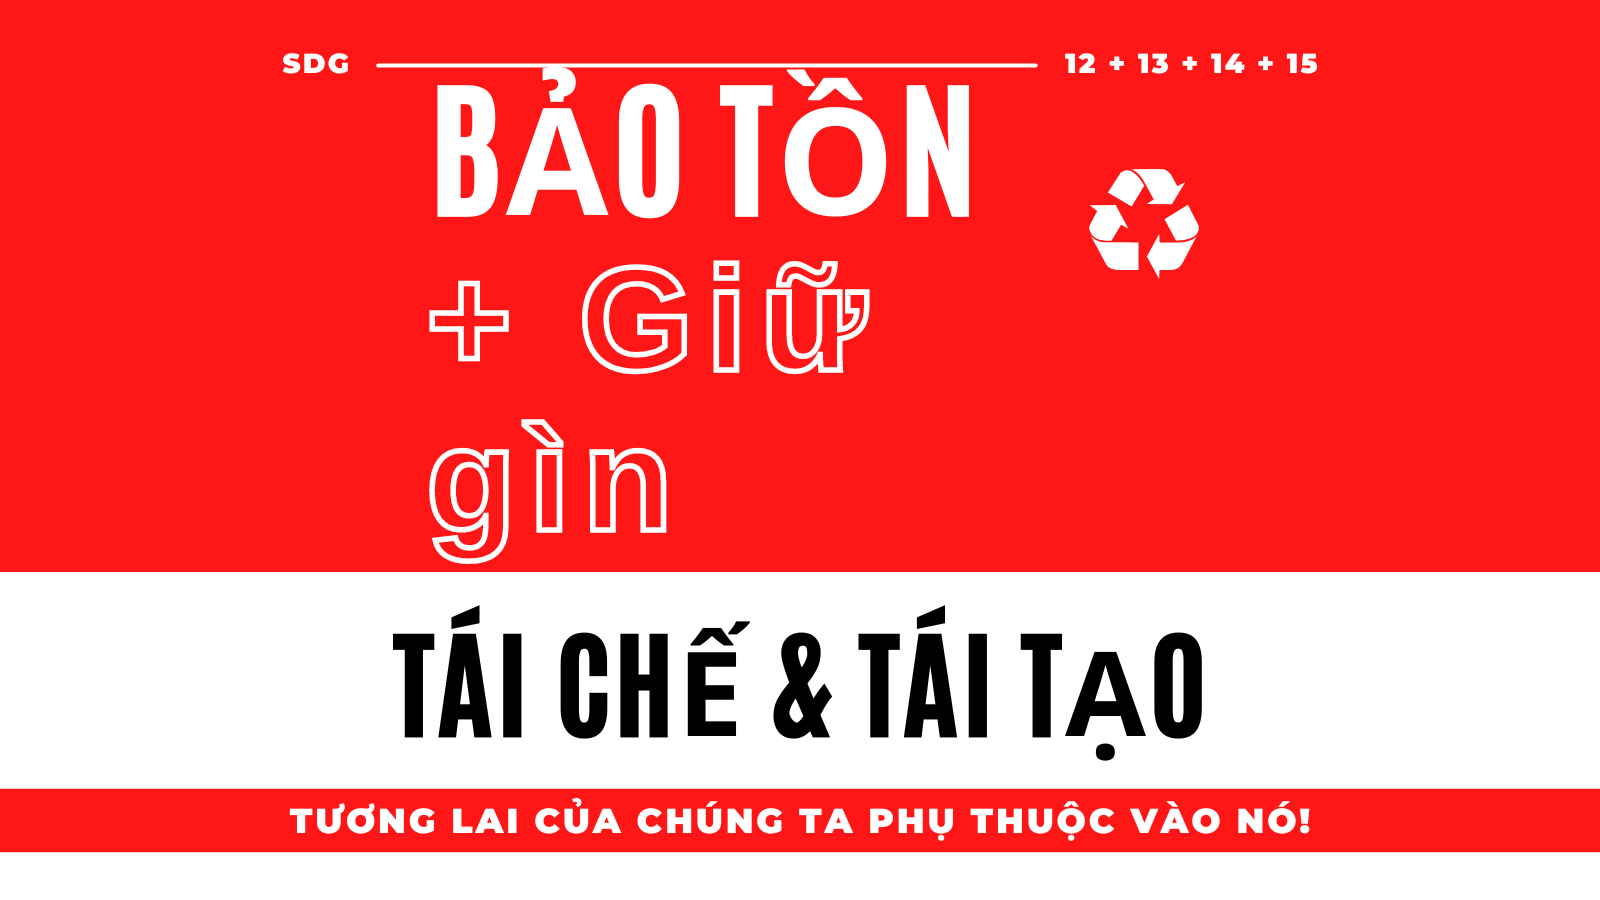 SDG 12 + 13 + 14 + 15
BẢO TỒN
+ Giữ
gìn
TÁI CHẾ & TÁI TẠO
TƯƠNG LAI CỦA CHÚNG TA PHỤ THUỘC VÀO NÓ!